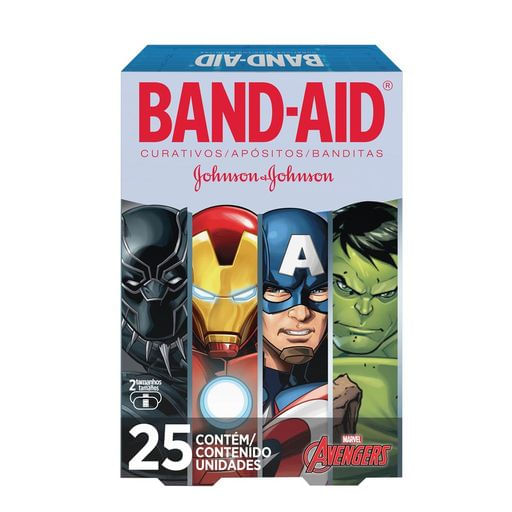 BAND-AID
BAND-AID®
CURATIVOS/APÓSITOS/BANDITAS
Johnson & Johnson
A
2 tamanhos
tamaños
25 CONTÉM/
CONTENIDO
UNIDADES
MARVEL
AVENGERS